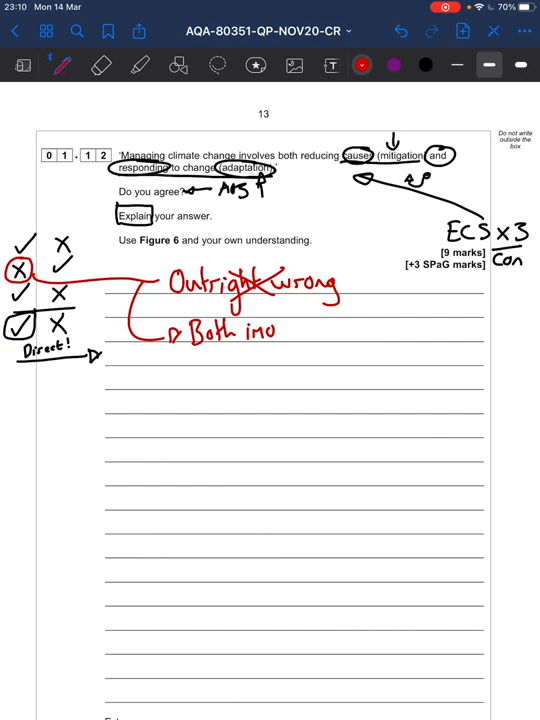 23:10 Mon 14 Mar
70%
AQA-80351-QP-NOV20-CR
13
Do not write
outside the
box
0 1 . 1 2 'Managing climate change involves both reducing causes (mitigation) and
responding to change (adaptation).'
Do you agree? AOS
Explain your answer.
Use Figure 6 and your own understanding.
ECS x 3
[9 marks]
[+3 SPaG marks] Con
Outright wrong
Both imo
Direct!